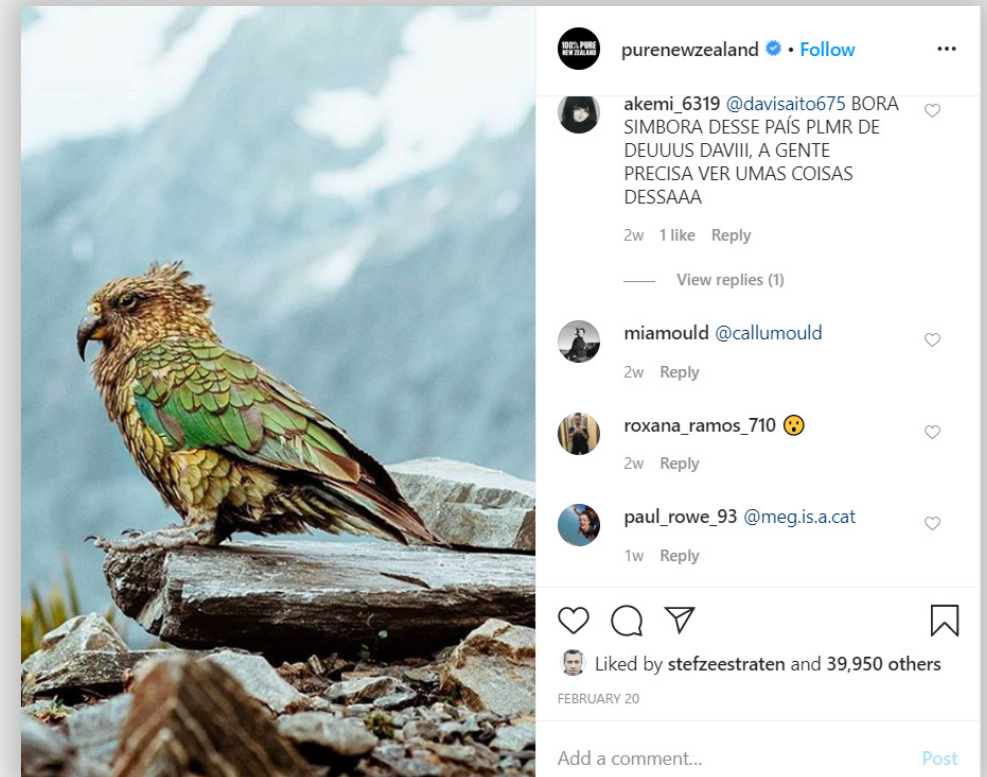 100% PURE
NEW ZEALAND
purenewzealand • Follow
akemi_6319 @davisaito675 BORA
SIMBORA DESSE PAÍS PLMR DE
DEUUUS DAVIII, A GENTE
PRECISA VER UMAS COISAS
DESSAAA
2w 1 like Reply
View replies (1)
miamould @callumould
2w Reply
roxana_ramos_710 😮
2w Reply
paul_rowe_93 @meg.is.a.cat
1w Reply
Liked by stefzeestraten and 39,950 others
FEBRUARY 20
Add a comment... Post